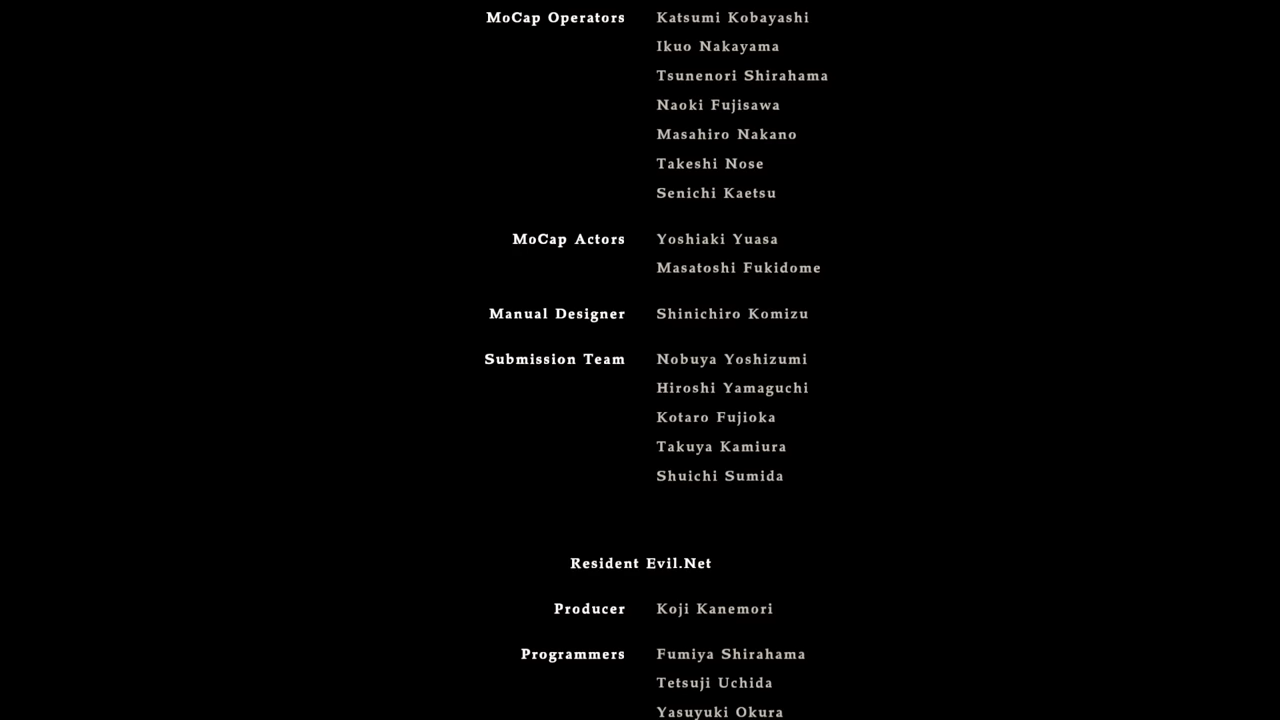 MoCap Operators Katsumi Kobayashi
Ikuo Nakayama
Tsunenori Shirahama
Naoki Fujisawa
Masahiro Nakano
Takeshi Nose
Senichi Kaetsu
MoCap Actors Yoshiaki Yuasa
Masatoshi Fukidome
Manual Designer Shinichiro Komizu
Submission Team Nobuya Yoshizumi
Hiroshi Yamaguchi
Kotaro Fujioka
Takuya Kamiura
Shuichi Sumida
Resident Evil.Net
Producer Koji Kanemori
Programmers Fumiya Shirahama
Tetsuji Uchida
Yasuyuki Okura